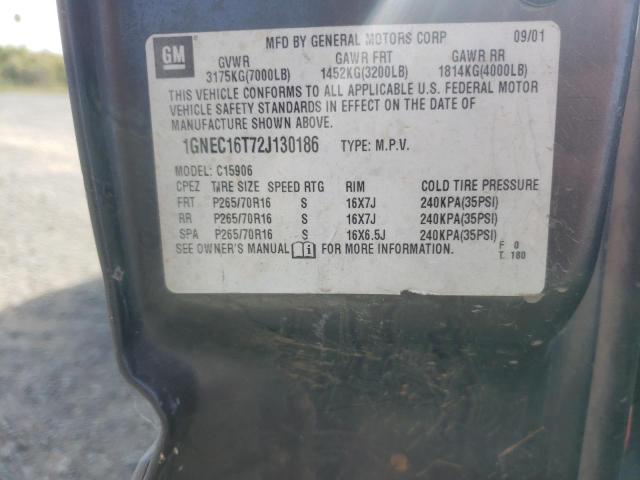 GM
MFD BY GENERAL MOTORS CORP 09/01
GVWR GAWR FRT GAWR RR
3175KG(7000LB) 1452KG(3200LB) 1814KG(4000LB)
THIS VEHICLE CONFORMS TO ALL APPLICABLE U.S. FEDERAL MOTOR
VEHICLE SAFETY STANDARDS IN EFFECT ON THE DATE OF
MANUFACTURE SHOWN ABOVE.
1GNEC16T72J130186 TYPE: M.P.V.
MODEL: C15906
CPEZ TIRE SIZE SPEED RTG RIM COLD TIRE PRESSURE
FRT P265/70R16 S 16X7J 240KPA(35PSI)
RR P265/70R16 S 16X7J 240KPA(35PSI)
SPA P265/70R16 S 16X6.5J 240KPA(35PSI)
SEE OWNER'S MANUAL FOR MORE INFORMATION.
F 0
T. 180